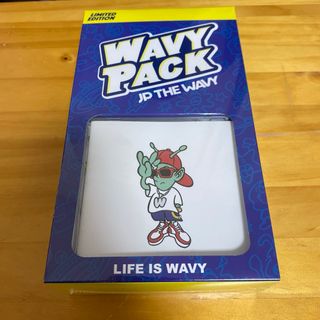 LIMITED
EDITION
WAVY
PACK
JP THE WAVY
W
LIFE IS WAVY